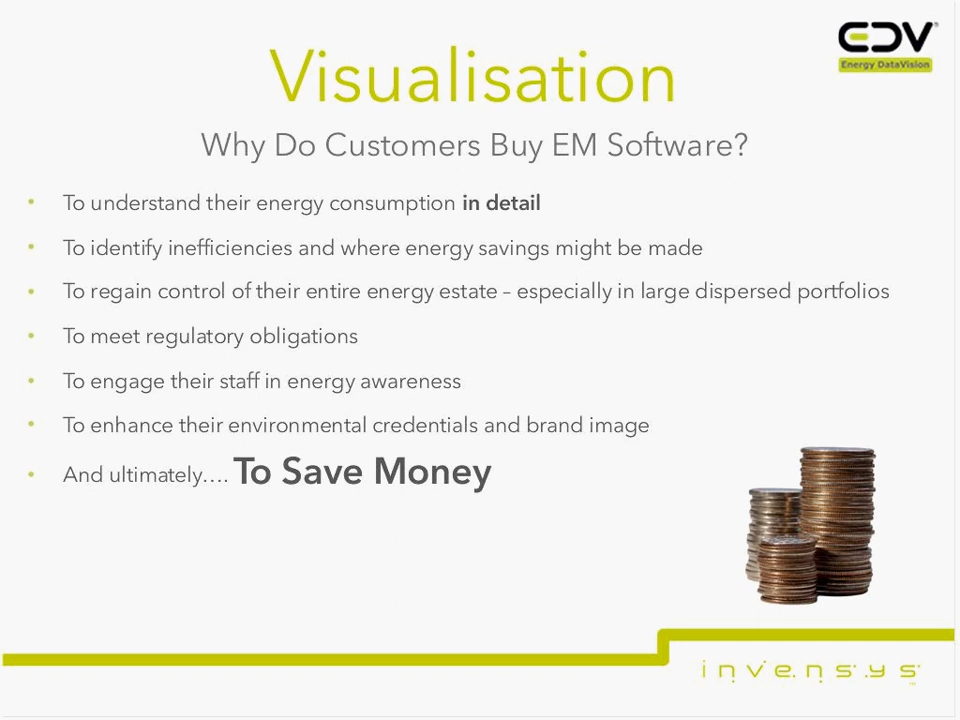 EDV®
Energy DataVision
Visualisation
Why Do Customers Buy EM Software?
• To understand their energy consumption in detail
• To identify inefficiencies and where energy savings might be made
• To regain control of their entire energy estate – especially in large dispersed portfolios
• To meet regulatory obligations
• To engage their staff in energy awareness
• To enhance their environmental credentials and brand image
• And ultimately…. To Save Money
invensys™